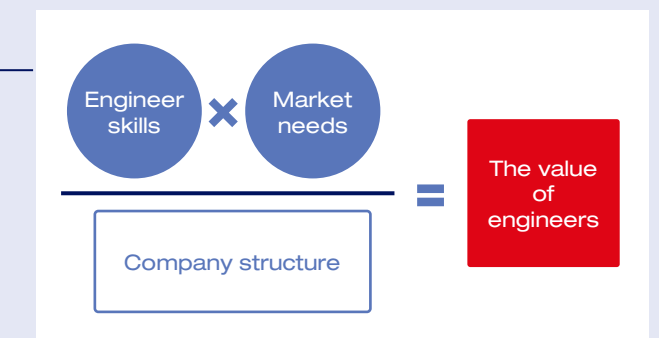 Engineer
skills
×
Market
needs
=
Company structure
The value
of
engineers